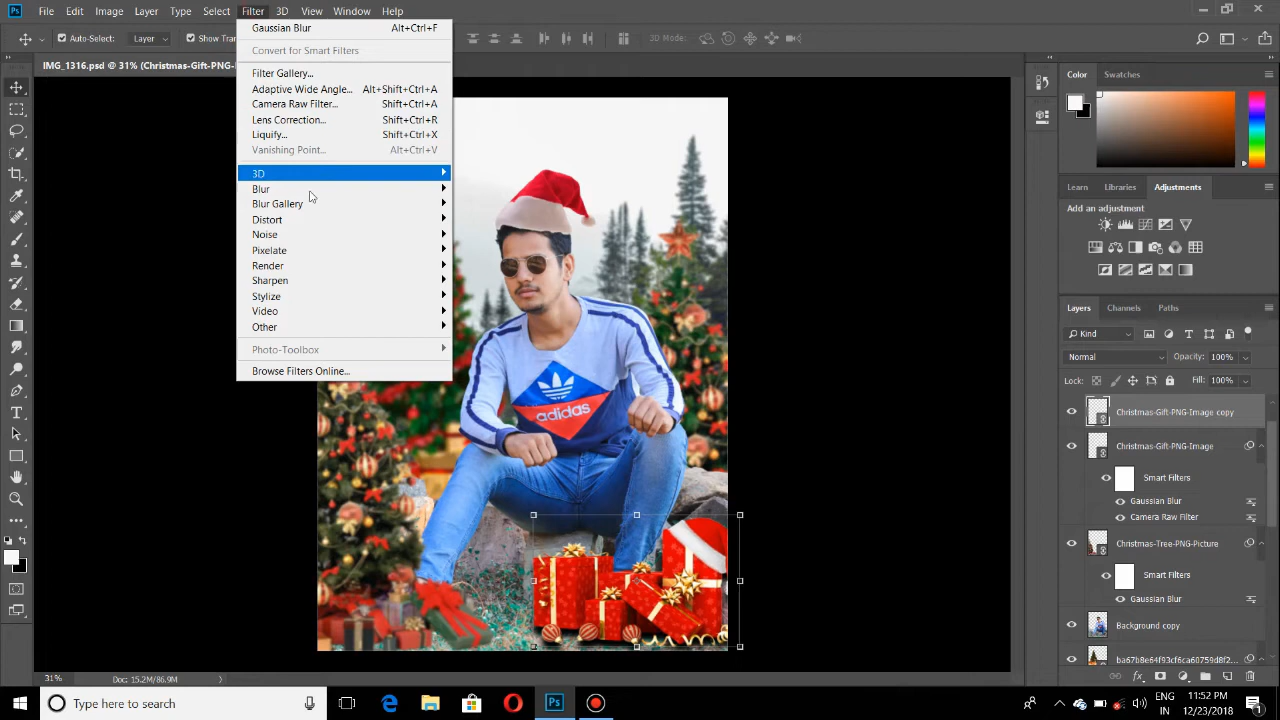 Ps File Edit Image Layer Type Select Filter 3D View Window Help
Auto-Select: Layer Show Tran 3D Mode:
IMG_1316.psd @ 31% (Christmas-Gift-PNG-
Gaussian Blur Alt+Ctrl+F
Convert for Smart Filters
Filter Gallery...
Adaptive Wide Angle... Alt+Shift+Ctrl+A
Camera Raw Filter... Shift+Ctrl+A
Lens Correction... Shift+Ctrl+R
Liquify... Shift+Ctrl+X
Vanishing Point... Alt+Ctrl+V
3D
Blur
Blur Gallery
Distort
Noise
Pixelate
Render
Sharpen
Stylize
Video
Other
Photo-Toolbox
Browse Filters Online...
adidas
Color Swatches
Learn Libraries Adjustments
Add an adjustment
Layers Channels Paths
Kind
Normal Opacity: 100%
Lock: Fill: 100%
Christmas-Gift-PNG-Image copy
Christmas-Gift-PNG-Image
Smart Filters
Gaussian Blur
Camera Raw Filter
Christmas-Tree-PNG-Picture
Smart Filters
Gaussian Blur
Background copy
ba67b8e64f93cf6ca60759d8f2...
31% Doc: 15.2M/86.9M
Type here to search
Ps
ENG
IN
11:52 PM
12/23/2018